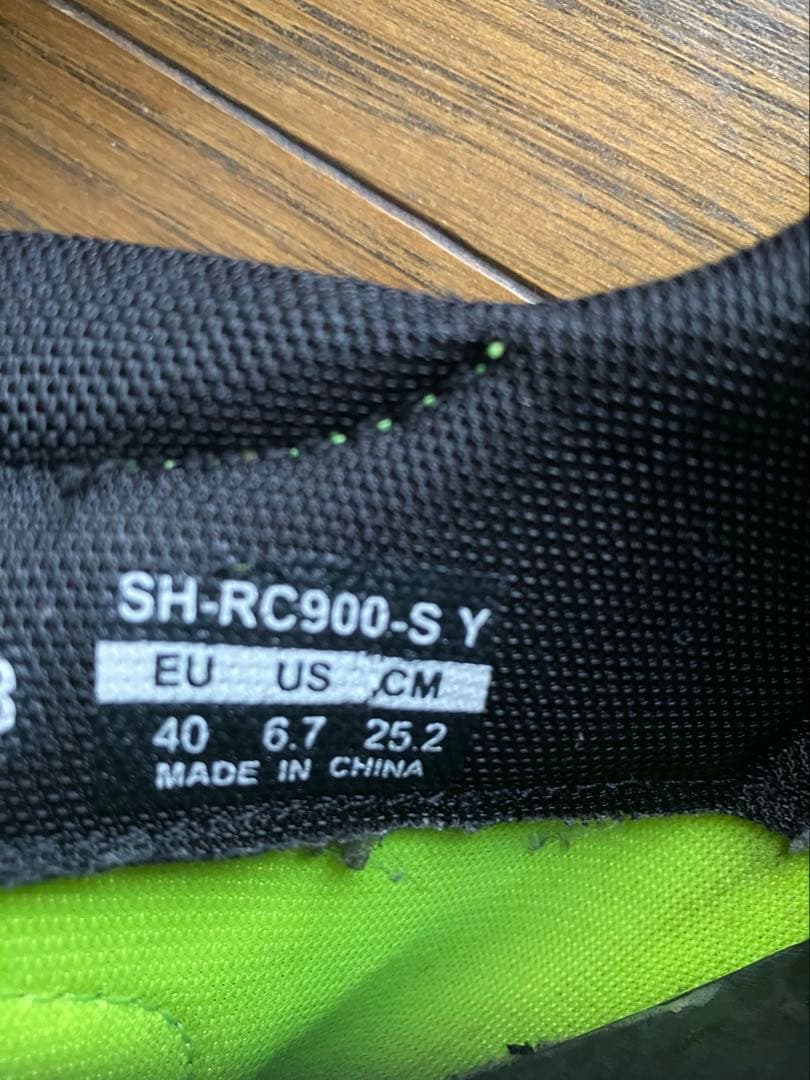 SH-RC900-S Y
EU US CM
40 6.7 25.2
MADE IN CHINA